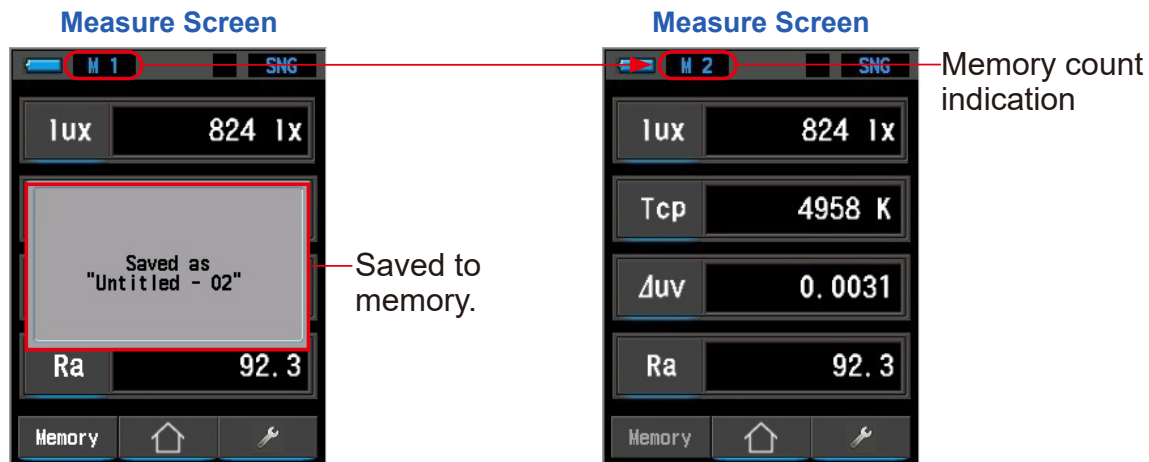 Measure Screen
M 1
SNG
lux
824 lx
Saved as
"Untitled - 02"
Ra
92.3
Memory
Saved to
memory.
Measure Screen
M 2
SNG
lux
824 lx
Tcp
4958 K
⊿uv
0.0031
Ra
92.3
Memory
Memory count
indication